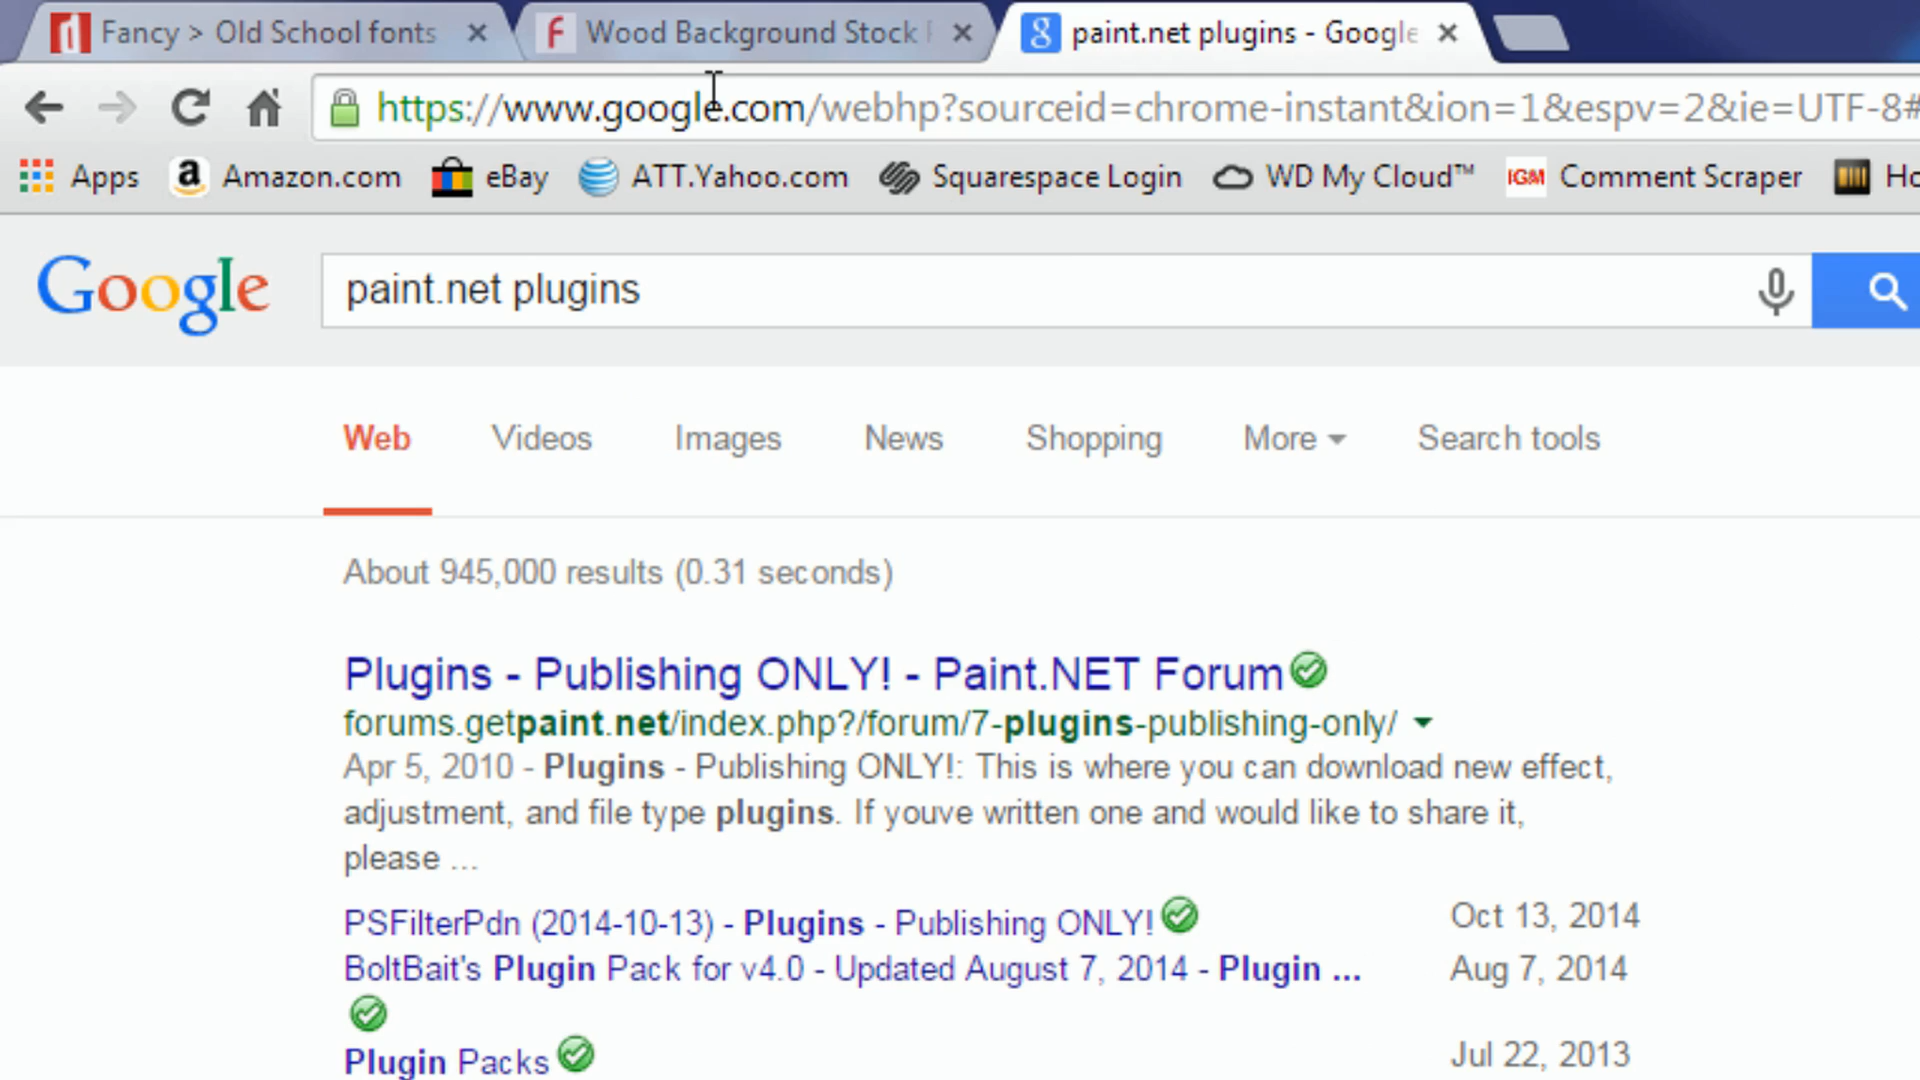 Fancy > Old School fonts
Wood Background Stock
paint.net plugins - Google
https://www.google.com/webhp?sourceid=chrome-instant&ion=1&espv=2&ie=UTF-8#
Apps
a Amazon.com
eBay
ATT.Yahoo.com
Squarespace Login
WD My Cloud™
IGM Comment Scraper
Google
paint.net plugins
Web Videos Images News Shopping More Search tools
About 945,000 results (0.31 seconds)
Plugins - Publishing ONLY! - Paint.NET Forum
forums.getpaint.net/index.php?/forum/7-plugins-publishing-only/
Apr 5, 2010 - Plugins - Publishing ONLY!: This is where you can download new effect,
adjustment, and file type plugins. If youve written one and would like to share it,
please ...
PSFilterPdn (2014-10-13) - Plugins - Publishing ONLY! Oct 13, 2014
BoltBait's Plugin Pack for v4.0 - Updated August 7, 2014 - Plugin ... Aug 7, 2014
Plugin Packs Jul 22, 2013